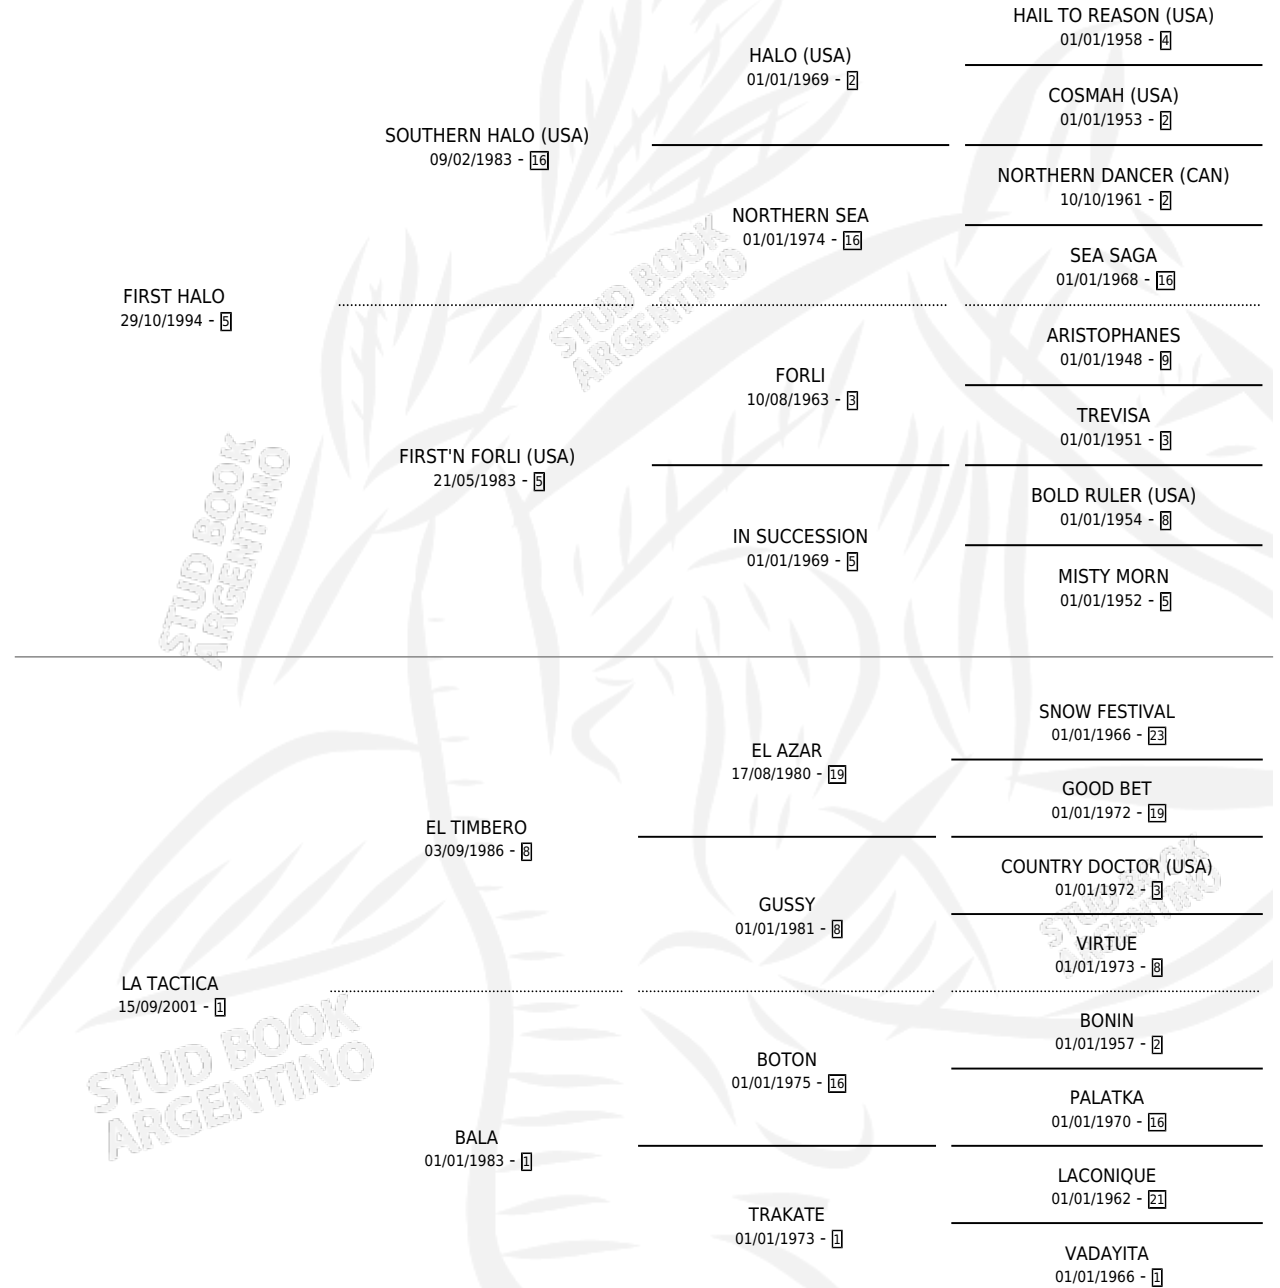 HAIL TO REASON (USA)
01/01/1958 - 4
HALO (USA)
01/01/1969 - 2
COSMAH (USA)
01/01/1953 - 2
SOUTHERN HALO (USA)
09/02/1983 - 16
NORTHERN DANCER (CAN)
10/10/1961 - 2
NORTHERN SEA
01/01/1974 - 16
SEA SAGA
01/01/1968 - 16
FIRST HALO
29/10/1994 - 5
STUD BOOK
ARGENTINO
ARISTOPHANES
01/01/1948 - 9
FORLI
10/08/1963 - 3
TREVISA
01/01/1951 - 3
FIRST'N FORLI (USA)
21/05/1983 - 5
BOLD RULER (USA)
01/01/1954 - 8
IN SUCCESSION
01/01/1969 - 5
MISTY MORN
01/01/1952 - 5
STUD BOOK
ARGENTINO
SNOW FESTIVAL
01/01/1966 - 23
EL AZAR
17/08/1980 - 19
GOOD BET
01/01/1972 - 19
EL TIMBERO
03/09/1986 - 8
COUNTRY DOCTOR (USA)
01/01/1972 - 3
STUD BOOK
ARGENTINO
GUSSY
01/01/1981 - 8
VIRTUE
01/01/1973 - 8
LA TACTICA
15/09/2001 - 1
BONIN
01/01/1957 - 2
BOTON
01/01/1975 - 16
PALATKA
01/01/1970 - 16
STUD BOOK
ARGENTINO
BALA
01/01/1983 - 1
LACONIQUE
01/01/1962 - 21
TRAKATE
01/01/1973 - 1
VADAYITA
01/01/1966 - 1